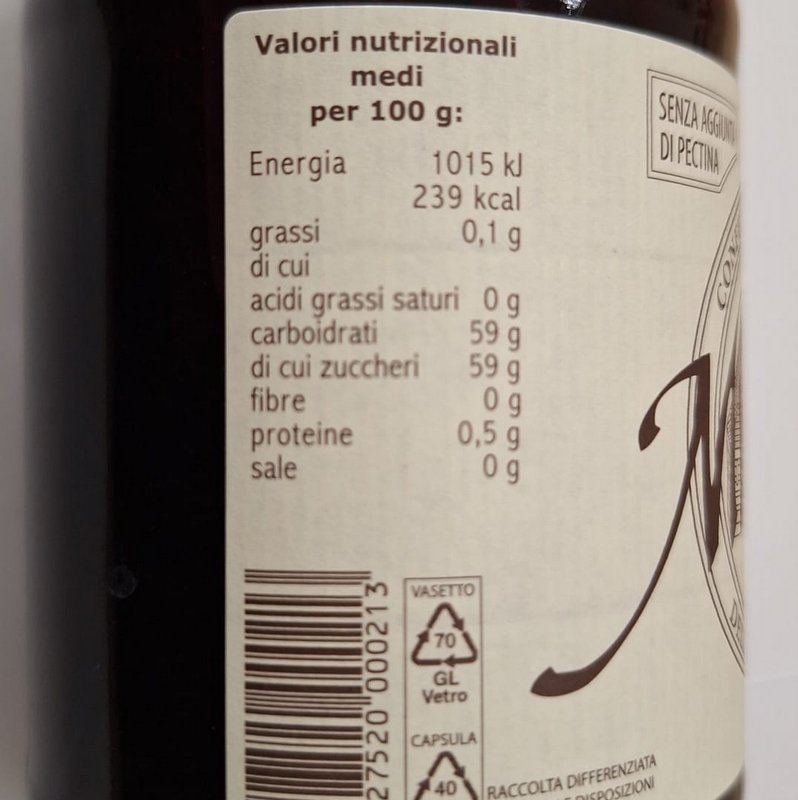 Valori nutrizionali
medi
per 100 g:
Energia 1015 kJ
239 kcal
grassi 0,1 g
di cui
acidi grassi saturi 0 g
carboidrati 59 g
di cui zuccheri 59 g
fibre 0 g
proteine 0,5 g
sale 0 g
SENZA AGGIUNTA
DI PECTINA
27520 000213
VASETTO
70
GL
Vetro
CAPSULA
40
RACCOLTA DIFFERENZIATA
DISPOSIZIONI